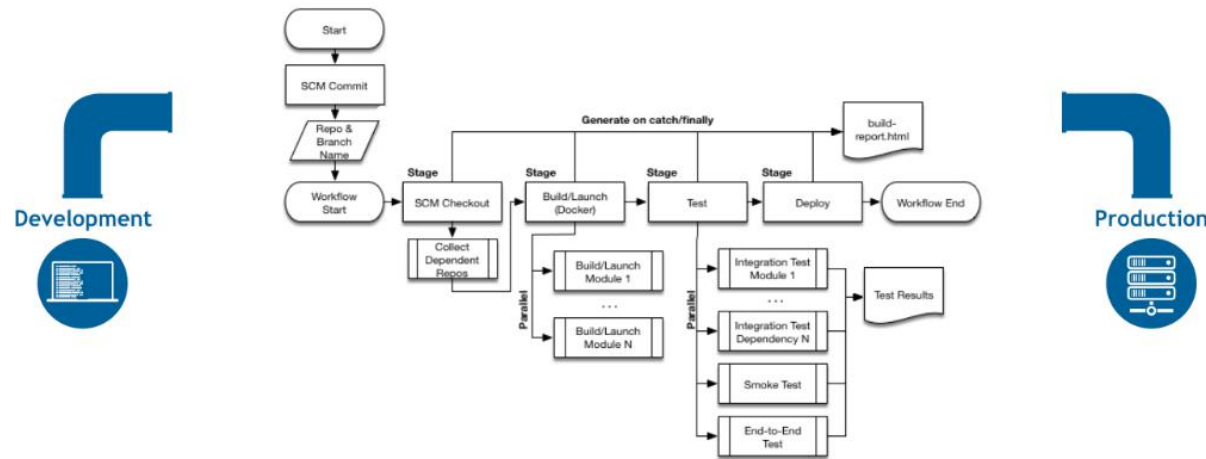 Start
SCM Commit
Repo &
Branch
Name
Generate on catch/finally
build-
report.html
Workflow
Start
Stage
SCM Checkout
Stage
Build/Launch
(Docker)
Stage
Test
Stage
Deploy
Workflow End
Development
Production
Collect
Dependent
Repos
Parallel
Build/Launch
Module 1
...
Build/Launch
Module N
Parallel
Integration Test
Module 1
...
Integration Test
Dependency N
Smoke Test
End-to-End
Test
Test Results